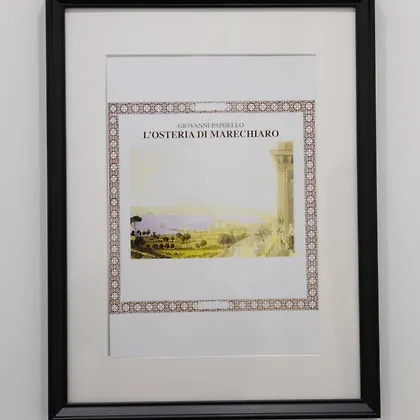 GIOVANNI PAISIELLO
L'OSTERIA DI MARECHIARO